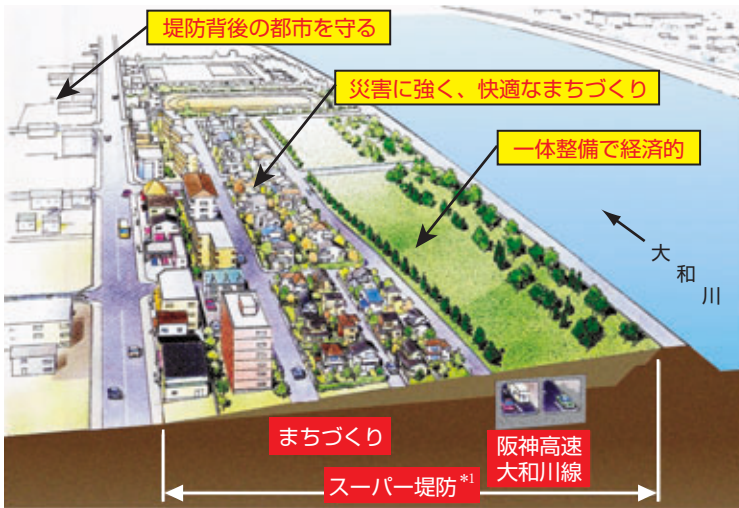 堤防背後の都市を守る
災害に強く、快適なまちづくり
一体整備で経済的
大和川
まちづくり
阪神高速
大和川線
スーパー堤防*1